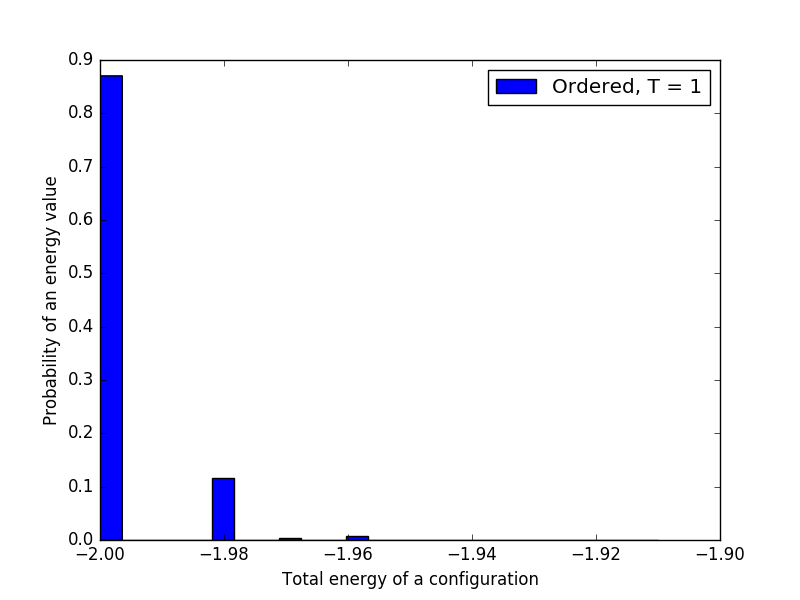 Ordered, T = 1
Probability of an energy value
0.9
0.8
0.7
0.6
0.5
0.4
0.3
0.2
0.1
0.0
−2.00 −1.98 −1.96 −1.94 −1.92 −1.90
Total energy of a configuration